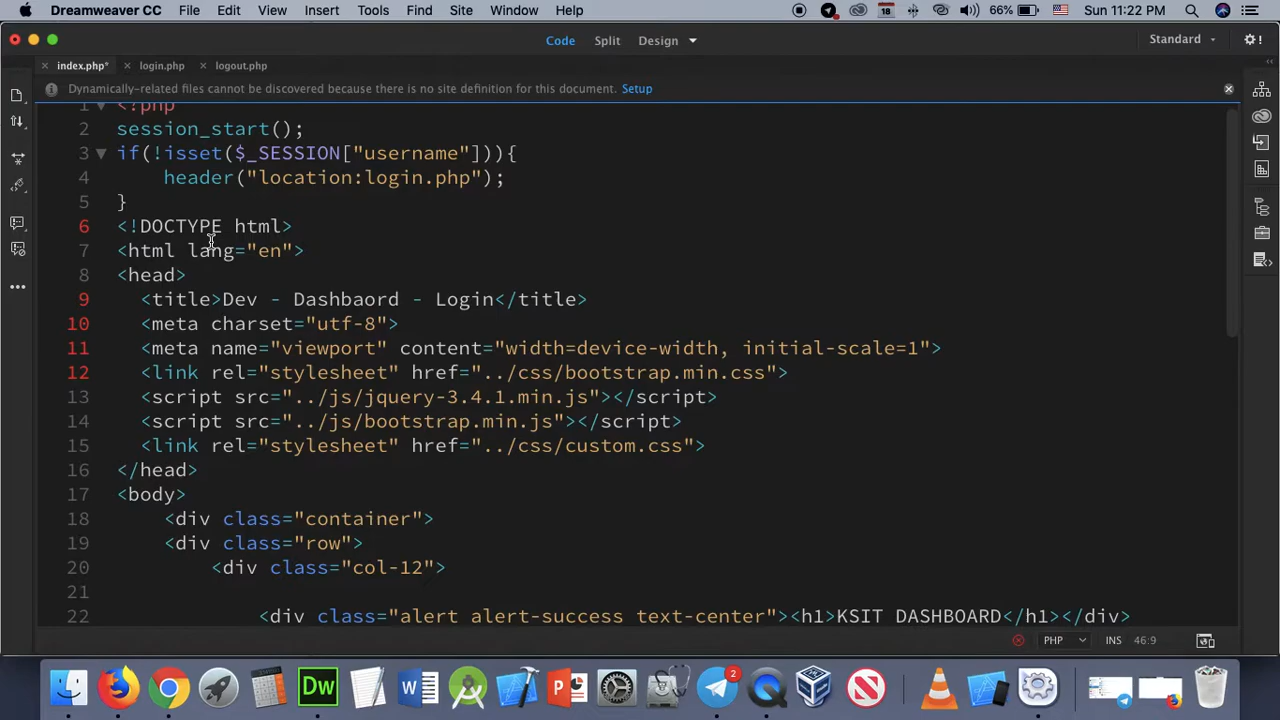 Dreamweaver CC File Edit View Insert Tools Find Site Window Help 18 66% Sun 11:22 PM
Code Split Design Standard
index.php* login.php logout.php
Dynamically-related files cannot be discovered because there is no site definition for this document. Setup
1 <?php
2 session_start();
3 if(!isset($_SESSION["username"])){
4 header("location:login.php");
5 }
6 <!DOCTYPE html>
7 <html lang="en">
8 <head>
9 <title>Dev - Dashbaord - Login</title>
10 <meta charset="utf-8">
11 <meta name="viewport" content="width=device-width, initial-scale=1">
12 <link rel="stylesheet" href="../css/bootstrap.min.css">
13 <script src="../js/jquery-3.4.1.min.js"></script>
14 <script src="../js/bootstrap.min.js"></script>
15 <link rel="stylesheet" href="../css/custom.css">
16 </head>
17 <body>
18 <div class="container">
19 <div class="row">
20 <div class="col-12">
21
22 <div class="alert alert-success text-center"><h1>KSIT DASHBOARD</h1></div>
PHP INS 46:9
Dw W P 2